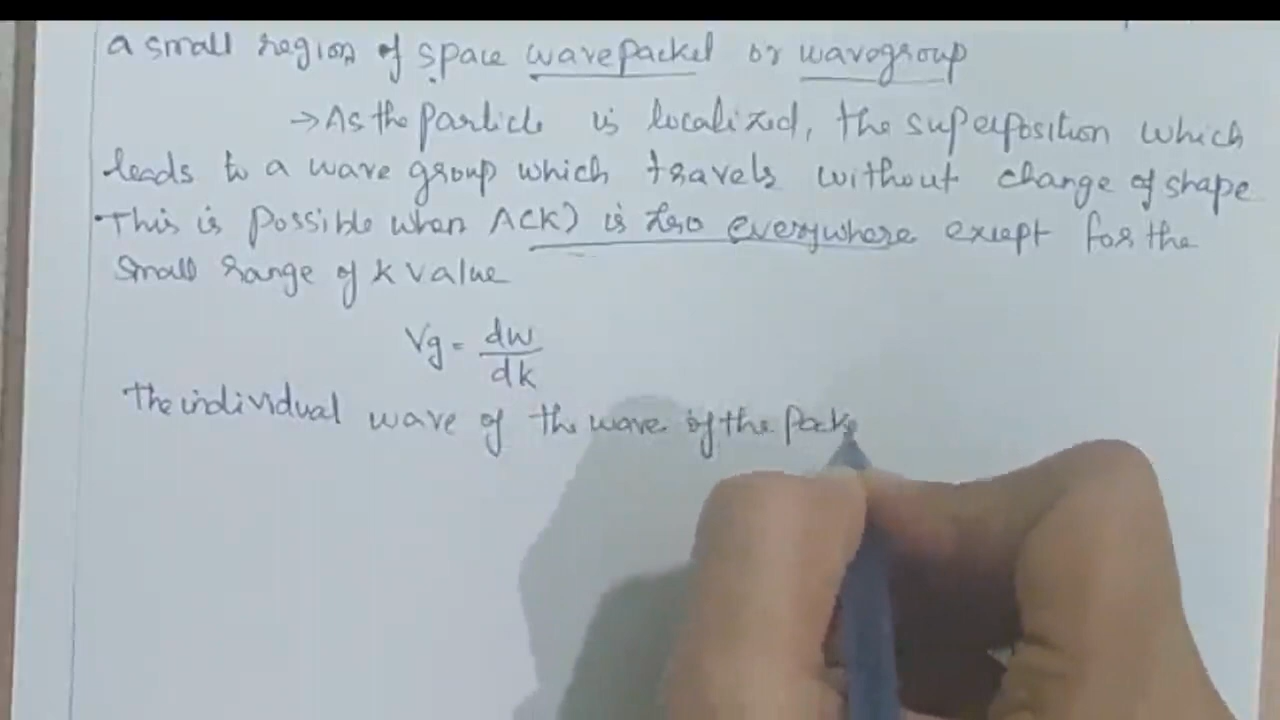 a small region of space wavepacket or wavegroup
→ As the particle is localized, the superposition which
leads to a wave group which travels without change of shape
This is possible when A(K) is zero everywhere except for the
small range of k value
Vg = dw/dk
The individual wave of the wave of the Pack